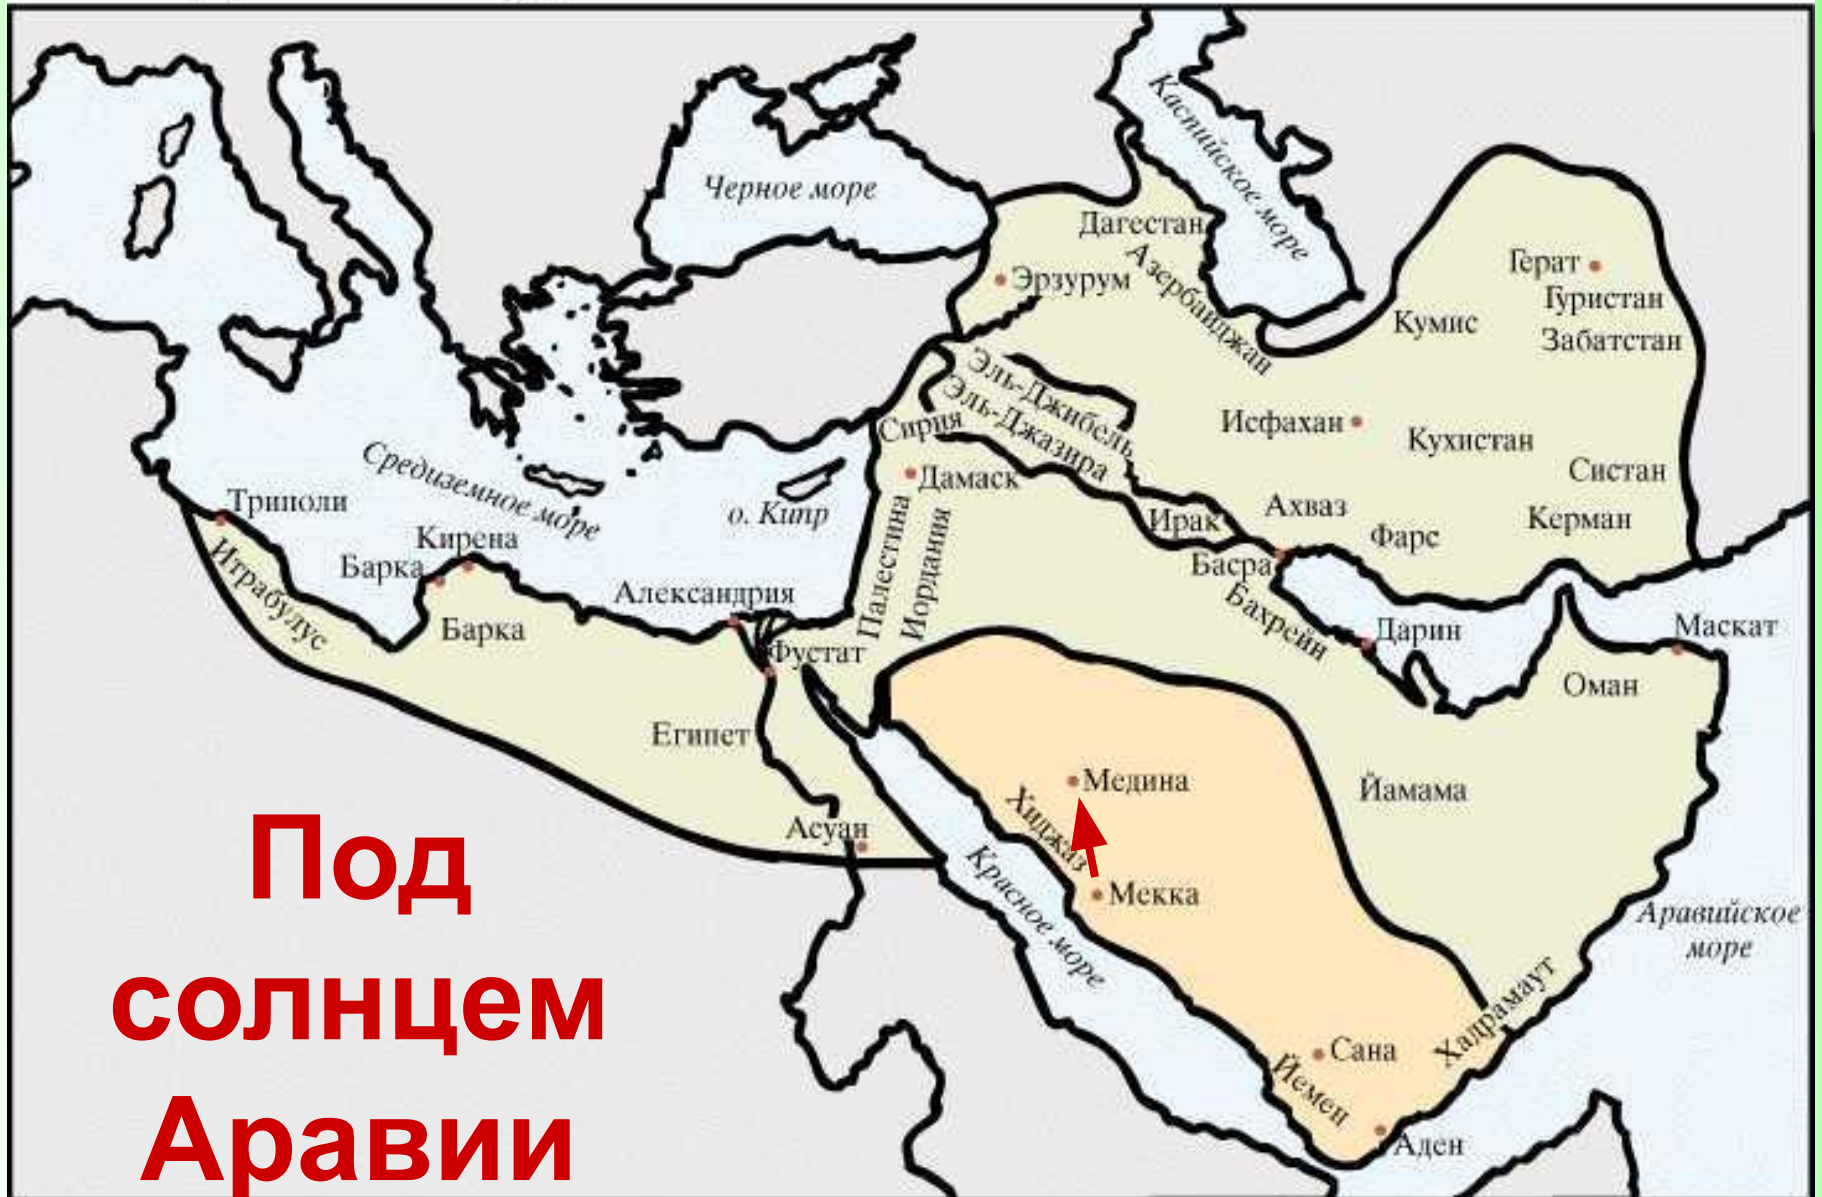 Каспийское море
Черное море
Дагестан
Азербайджан
Эрзурум
Герат
Гуристан
Забатстан
Кумис
Эль-Джибель
Эль-Джазира
Сирия
Исфахан
Кухистан
Систан
Средиземное море
Дамаск
о. Кипр
Триполи
Ирак
Ахваз
Фарс
Керман
Кирена
Барка
Итрабулус
Палестина
Иордания
Басра
Бахрейн
Александрия
Барка
Фустат
Дарин
Маскат
Оман
Египет
Медина
Йамама
Хиджаз
Асуан
Мекка
Красное море
Аравийское
море
Хадрамаут
Сана
Йемен
Аден
Под
солнцем
Аравии